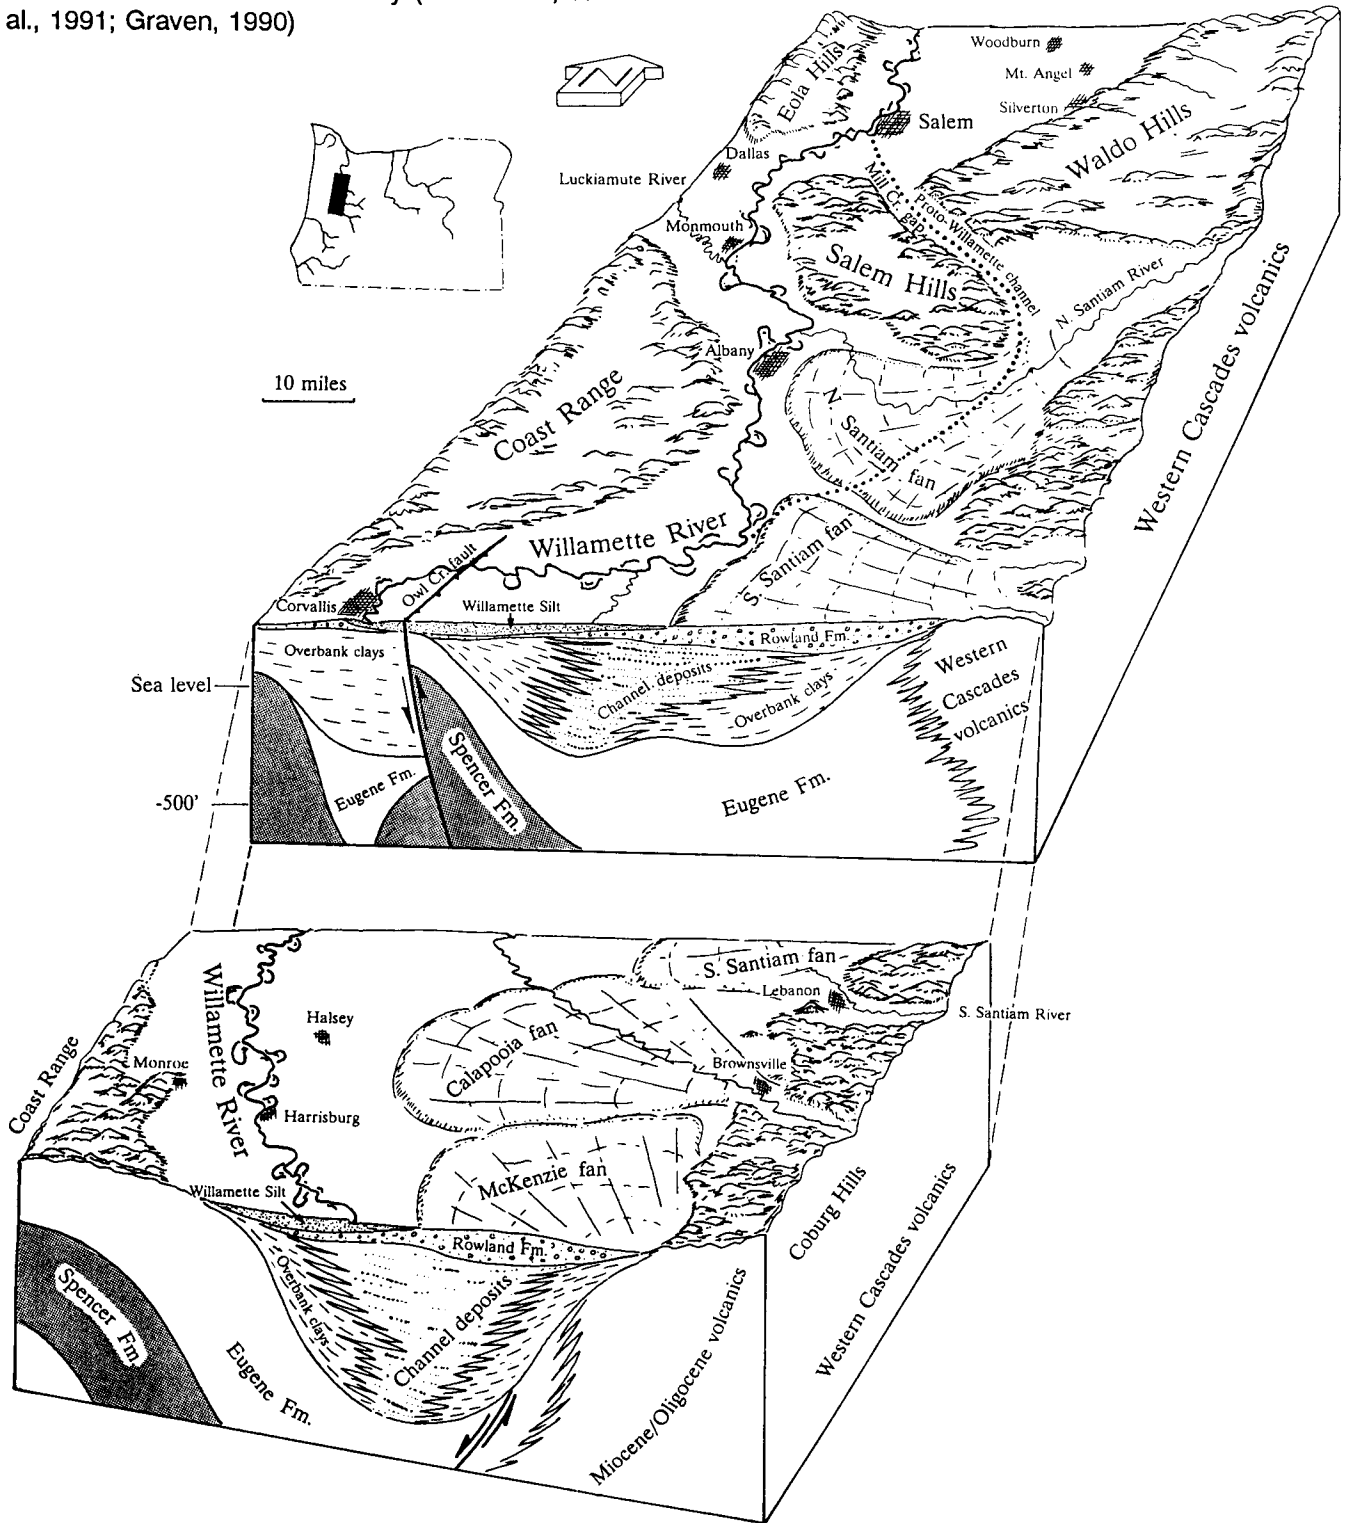 al., 1991; Graven, 1990)
N
Eola Hills
Woodburn
Mt. Angel
Silverton
Salem
Waldo Hills
Dallas
Luckiamute River
Monmouth
Mill Cr. gap
Proto-Willamette channel
Salem Hills
N. Santiam River
Albany
10 miles
Coast Range
N. Santiam fan
Western Cascades volcanics
Willamette River
S. Santiam fan
Owl Cr. fault
Corvallis
Willamette Silt
Overbank clays
Rowland Fm.
Sea level
Channel deposits
Overbank clays
Western
Cascades
volcanics
Spencer Fm.
Eugene Fm.
Eugene Fm.
-500'
S. Santiam fan
Lebanon
S. Santiam River
Willamette River
Halsey
Calapooia fan
Brownsville
Coast Range
Monroe
Harrisburg
McKenzie fan
Willamette Silt
Rowland Fm.
Coburg Hills
Western Cascades volcanics
Overbank clays
Channel deposits
Spencer Fm.
Eugene Fm.
Miocene/Oligocene volcanics